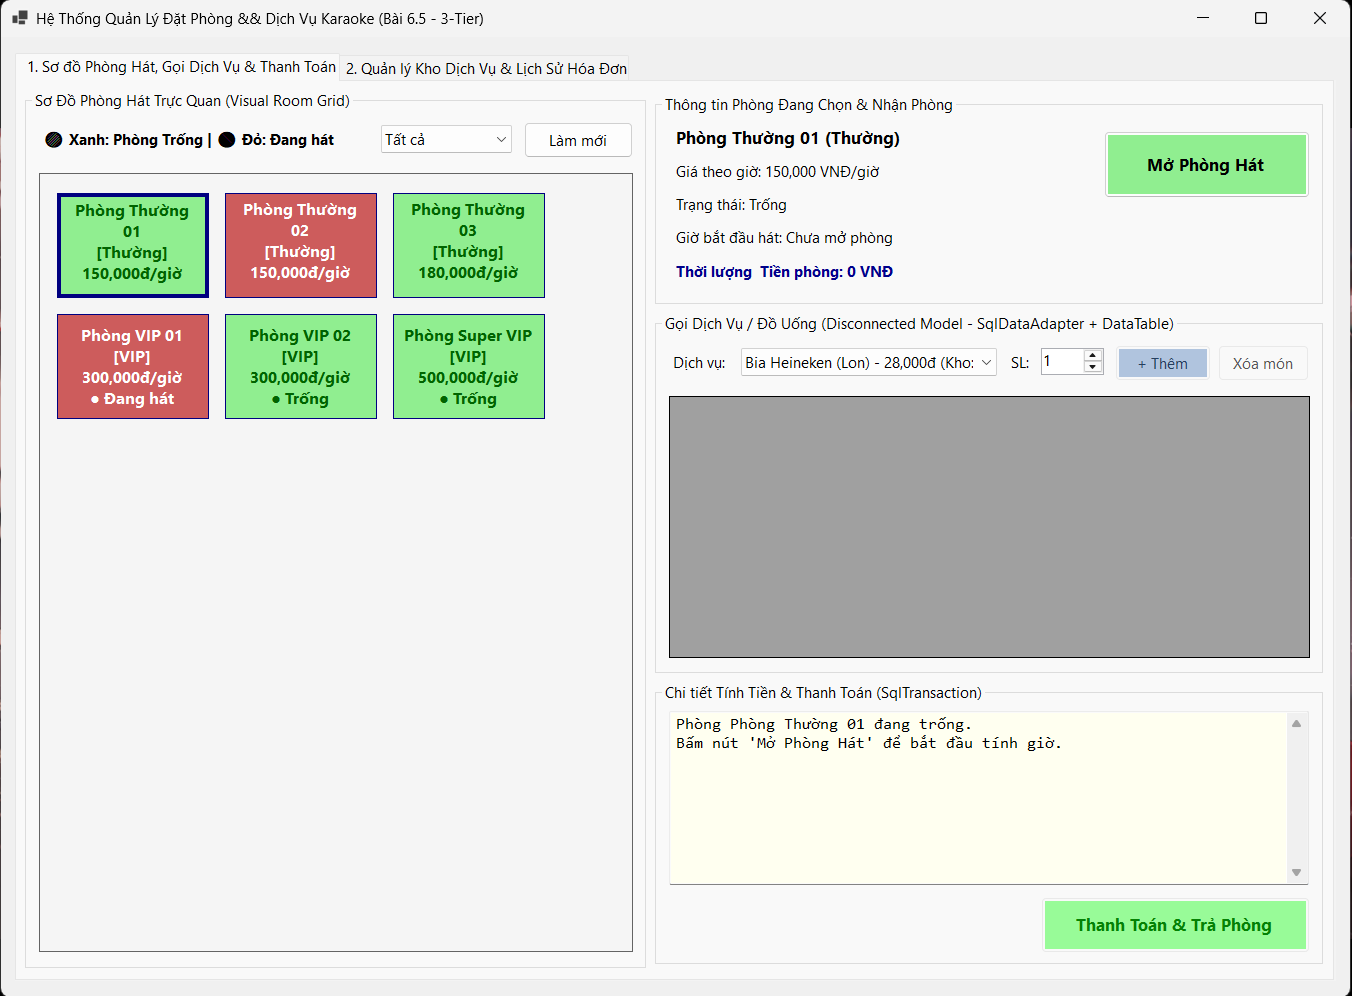 Hệ Thống Quản Lý Đặt Phòng && Dịch Vụ Karaoke (Bài 6.5 - 3-Tier)
1. Sơ đồ Phòng Hát, Gọi Dịch Vụ & Thanh Toán
2. Quản lý Kho Dịch Vụ & Lịch Sử Hóa Đơn
Sơ Đồ Phòng Hát Trực Quan (Visual Room Grid)
Xanh: Phòng Trống | ● Đỏ: Đang hát
Tất cả
Làm mới
Phòng Thường
01
[Thường]
150,000đ/giờ
Phòng Thường
02
[Thường]
150,000đ/giờ
Phòng Thường
03
[Thường]
180,000đ/giờ
Phòng VIP 01
[VIP]
300,000đ/giờ
● Đang hát
Phòng VIP 02
[VIP]
300,000đ/giờ
● Trống
Phòng Super VIP
[VIP]
500,000đ/giờ
● Trống
Thông tin Phòng Đang Chọn & Nhận Phòng
Phòng Thường 01 (Thường)
Giá theo giờ: 150,000 VNĐ/giờ
Trạng thái: Trống
Giờ bắt đầu hát: Chưa mở phòng
Thời lượng  Tiền phòng: 0 VNĐ
Mở Phòng Hát
Gọi Dịch Vụ / Đồ Uống (Disconnected Model - SqlDataAdapter + DataTable)
Dịch vụ:
Bia Heineken (Lon) - 28,000đ (Kho:
SL:
1
+ Thêm
Xóa món
Chi tiết Tính Tiền & Thanh Toán (SqlTransaction)
Phòng Phòng Thường 01 đang trống.
Bấm nút 'Mở Phòng Hát' để bắt đầu tính giờ.
Thanh Toán & Trả Phòng